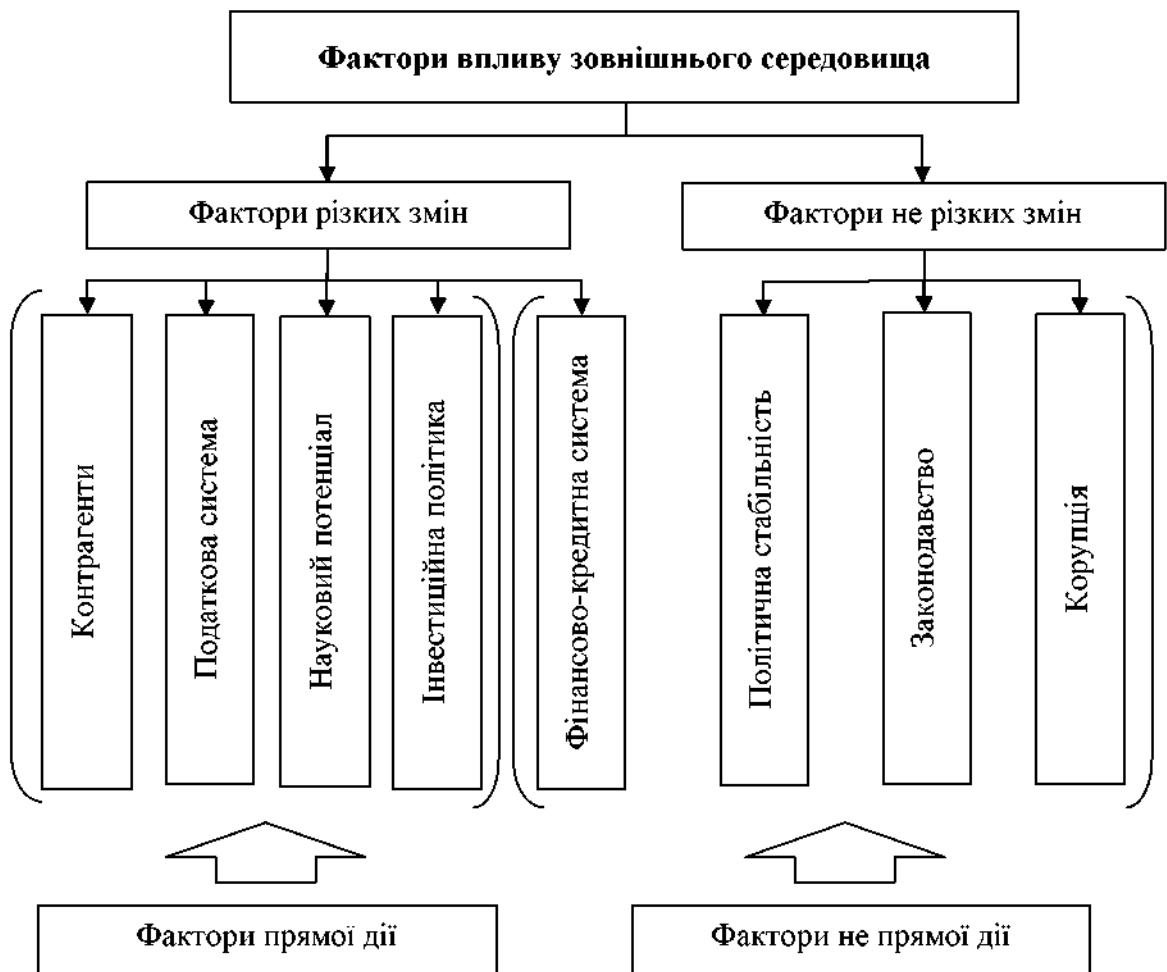 Фактори впливу зовнішнього середовища
Фактори різких змін
Фактори не різких змін
Контрагенти
Податкова система
Науковий потенціал
Інвестиційна політика
Фінансово-кредитна система
Політична стабільність
Законодавство
Корупція
Фактори прямої дії
Фактори не прямої дії